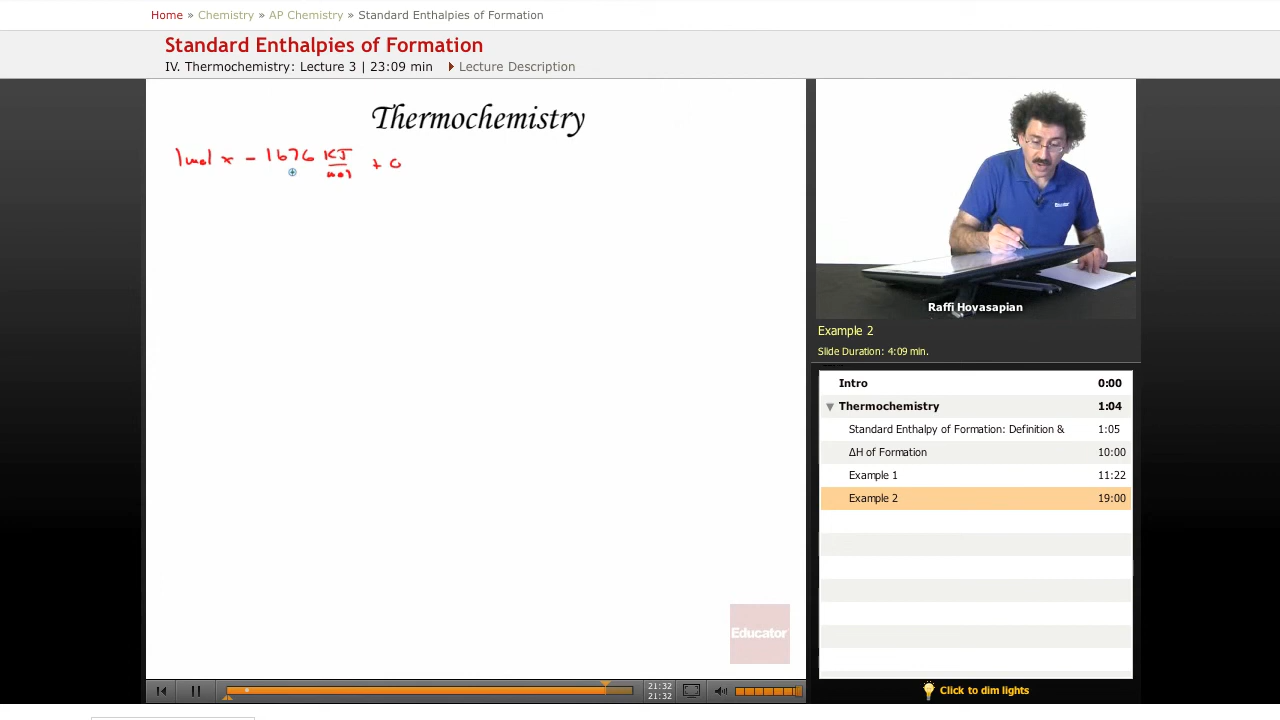 Home » Chemistry » AP Chemistry » Standard Enthalpies of Formation
Standard Enthalpies of Formation
IV. Thermochemistry: Lecture 3 | 23:09 min Lecture Description
Thermochemistry
1 mol x - 1676 KJ/mol + 0
Educator
Raffi Hovasapian
Example 2
Slide Duration: 4:09 min.
Intro 0:00
Thermochemistry 1:04
Standard Enthalpy of Formation: Definition & 1:05
ΔH of Formation 10:00
Example 1 11:22
Example 2 19:00
Educator
21:32
21:32
Click to dim lights